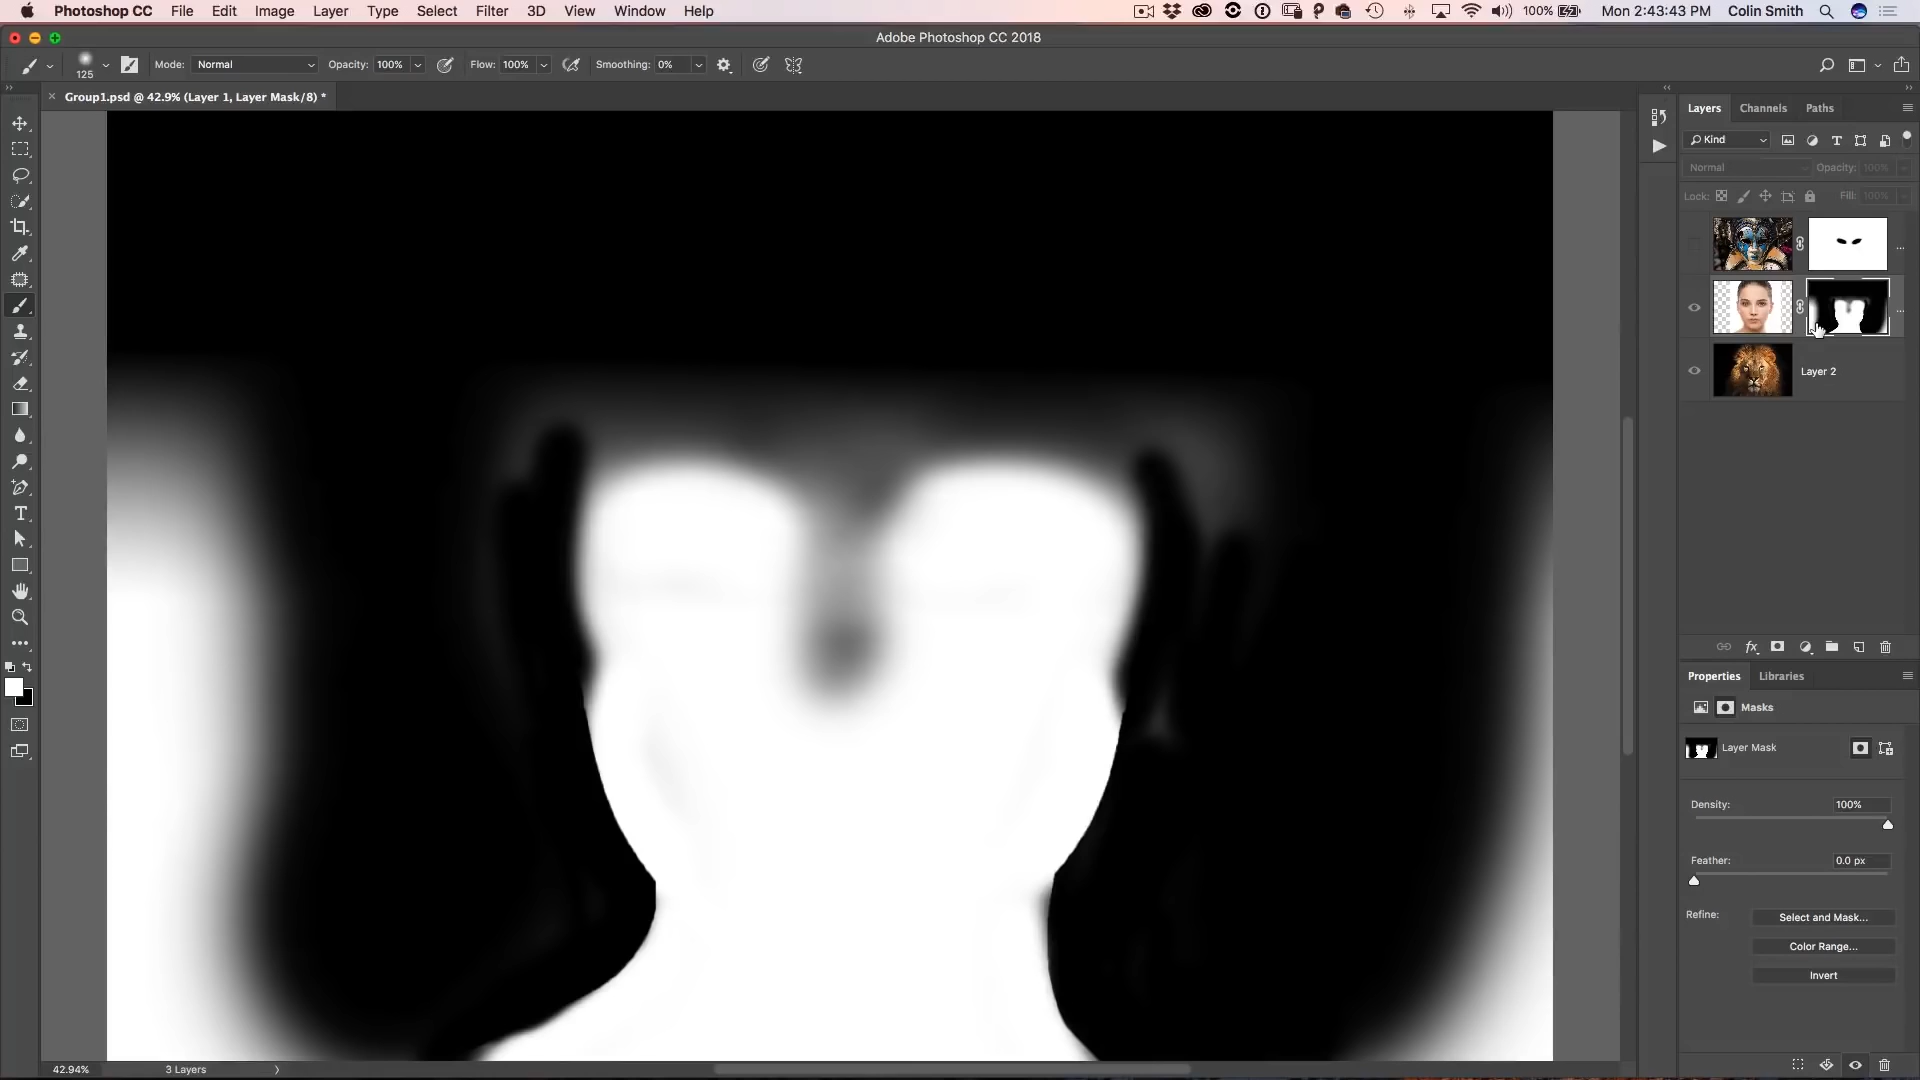 Photoshop CC File Edit Image Layer Type Select Filter 3D View Window Help 100% Mon 2:43:43 PM Colin Smith
Adobe Photoshop CC 2018
125 Mode: Normal Opacity: 100% Flow: 100% Smoothing: 0%
× Group1.psd @ 42.9% (Layer 1, Layer Mask/8) *
Layers Channels Paths
Kind
Normal Opacity: 100%
Lock: Fill: 100%
...
...
Layer 2
fx
Properties Libraries
Masks
Layer Mask
Density: 100%
Feather: 0.0 px
Refine: Select and Mask...
Color Range...
Invert
42.94% 3 Layers